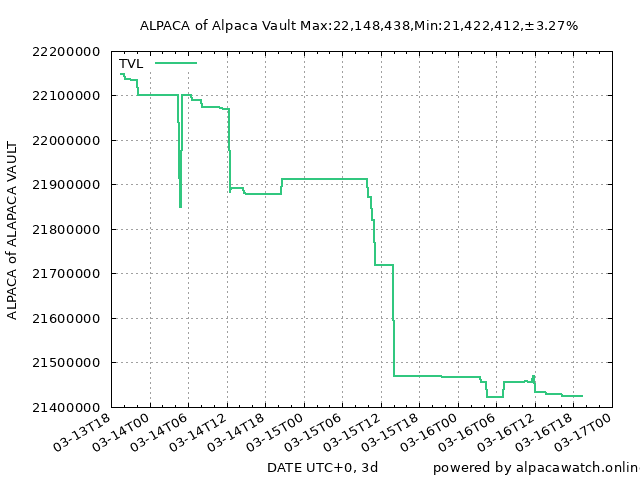 ALPACA of Alpaca Vault Max:22,148,438,Min:21,422,412,±3.27%
TVL
22200000
22100000
22000000
21900000
21800000
21700000
21600000
21500000
21400000
ALPACA of ALAPACA VAULT
03-13T18
03-14T00
03-14T06
03-14T12
03-14T18
03-15T00
03-15T06
03-15T12
03-15T18
03-16T00
03-16T06
03-16T12
03-16T18
03-17T00
DATE UTC+0, 3d
powered by alpacawatch.onlin